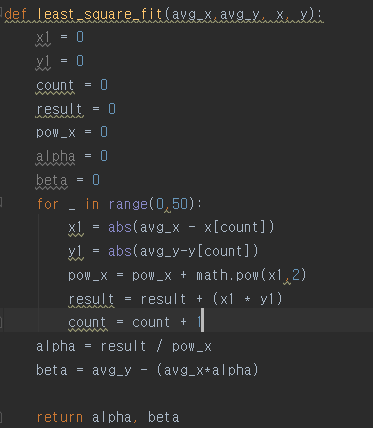 def least_square_fit(avg_x,avg_y, x, y):
    x1 = 0
    y1 = 0
    count = 0
    result = 0
    pow_x = 0
    alpha = 0
    beta = 0
    for _ in range(0,50):
        x1 = abs(avg_x - x[count])
        y1 = abs(avg_y-y[count])
        pow_x = pow_x + math.pow(x1,2)
        result = result + (x1 * y1)
        count = count + 1
    alpha = result / pow_x
    beta = avg_y - (avg_x*alpha)
    return alpha, beta